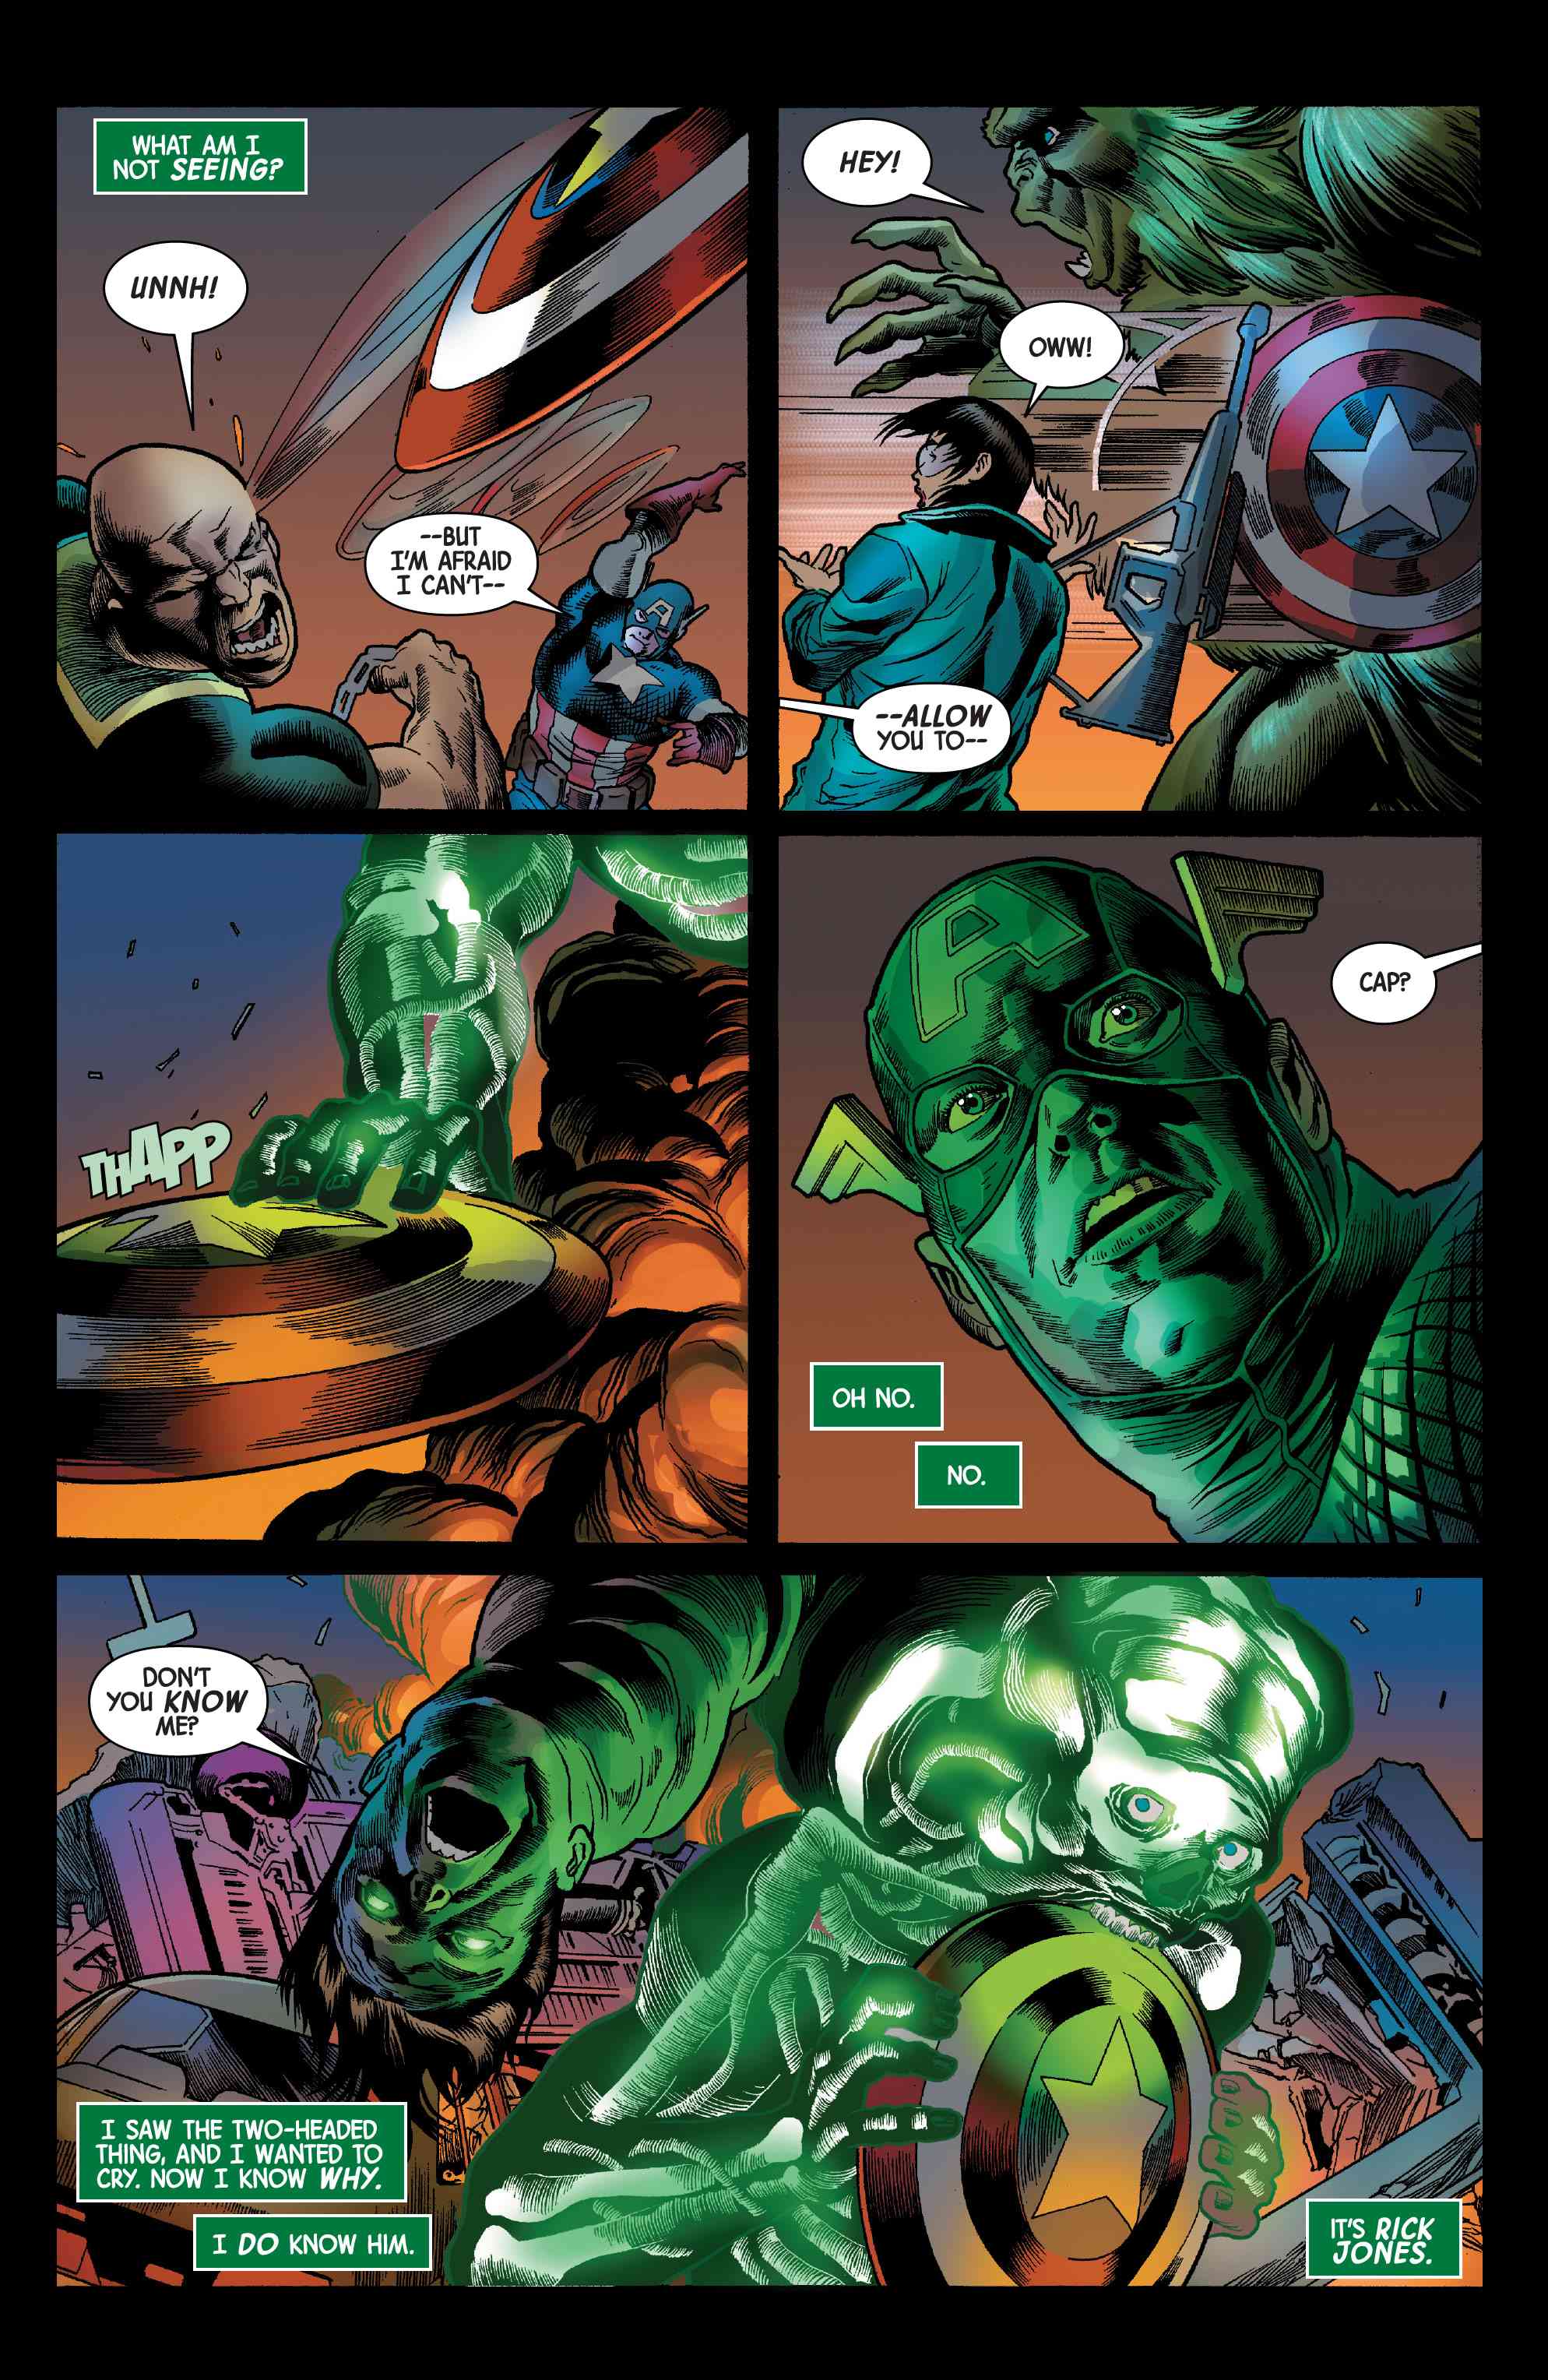 WHAT AM I
NOT SEEING?
UNNH!
--BUT
I'M AFRAID
I CAN'T--
HEY!
OWW!
--ALLOW
YOU TO--
THAPP
A
CAP?
OH NO.
NO.
DON'T
YOU KNOW
ME?
I SAW THE TWO-HEADED
THING, AND I WANTED TO
CRY. NOW I KNOW WHY.
I DO KNOW HIM.
IT'S RICK
JONES.